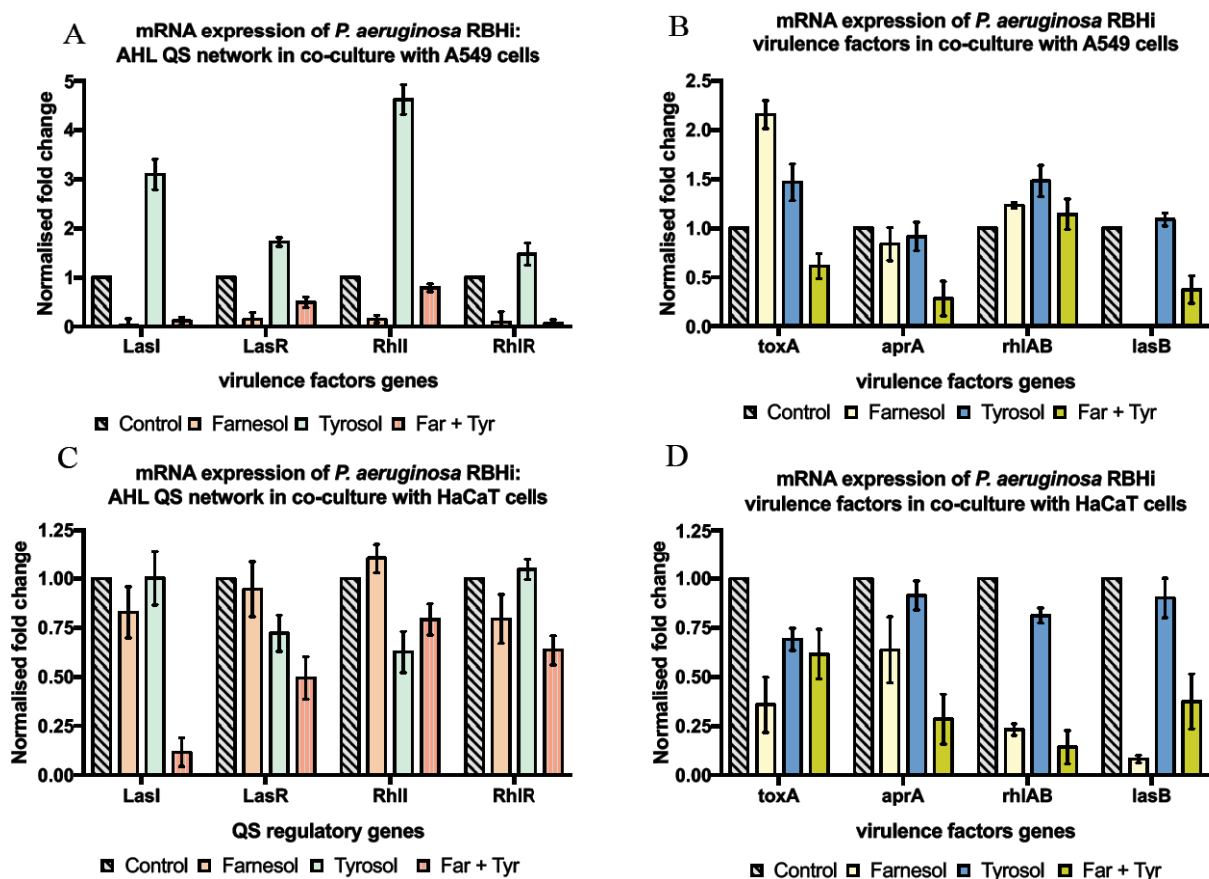 A
mRNA expression of P. aeruginosa RBHi:
AHL QS network in co-culture with A549 cells
Normalised fold change
5
4
3
2
1
0
LasI
LasR
RhlI
RhlR
virulence factors genes
Control
Farnesol
Tyrosol
Far + Tyr
B
mRNA expression of P. aeruginosa RBHi
virulence factors in co-culture with A549 cells
Normalised fold change
2.5
2.0
1.5
1.0
0.5
0.0
toxA
aprA
rhlAB
lasB
virulence factors genes
Control
Farnesol
Tyrosol
Far + Tyr
C
mRNA expression of P. aeruginosa RBHi:
AHL QS network in co-culture with HaCaT cells
Normalised fold change
1.25
1.00
0.75
0.50
0.25
0.00
LasI
LasR
RhlI
RhlR
QS regulatory genes
Control
Farnesol
Tyrosol
Far + Tyr
D
mRNA expression of P. aeruginosa RBHi
virulence factors in co-culture with HaCaT cells
Normalised fold change
1.25
1.00
0.75
0.50
0.25
0.00
toxA
aprA
rhlAB
lasB
virulence factors genes
Control
Farnesol
Tyrosol
Far + Tyr